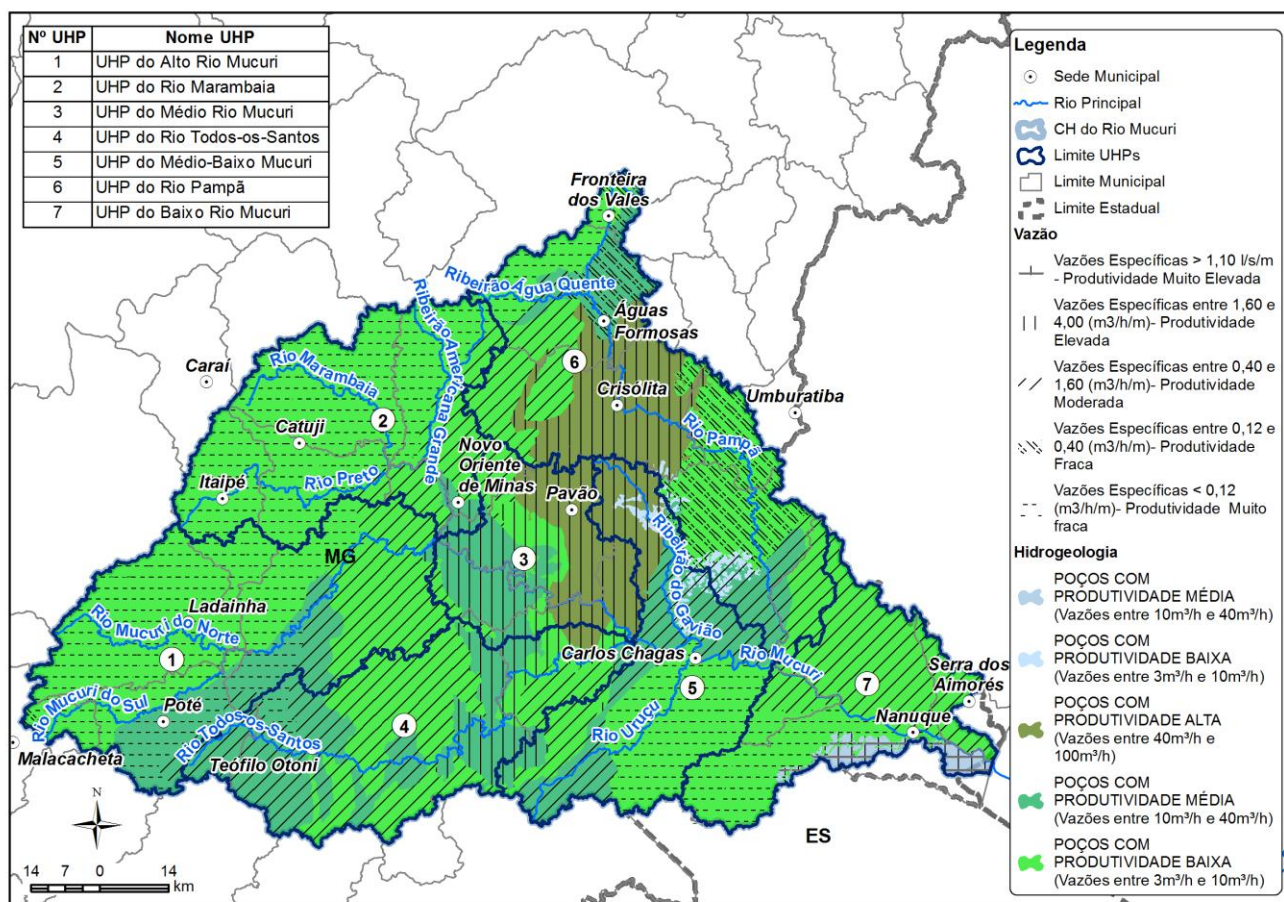 Nº UHP Nome UHP
1 UHP do Alto Rio Mucuri
2 UHP do Rio Marambaia
3 UHP do Médio Rio Mucuri
4 UHP do Rio Todos-os-Santos
5 UHP do Médio-Baixo Mucuri
6 UHP do Rio Pampã
7 UHP do Baixo Rio Mucuri
Fronteira
dos Vales
Ribeirão Água Quente
Águas
Formosas
Ribeirão Americana Grande
6
Caraí
Rio Marambaia
Crisólita
Umburatiba
2
Catuji
Rio Pampã
Novo
Oriente
de Minas
Itaipé
Rio Preto
Pavão
MG
3
Ribeirão do Gavião
Ladainha
Rio Mucuri do Norte
1
Carlos Chagas
Rio Mucuri
Serra dos
Aimorés
5
7
Rio Mucuri do Sul
Poté
4
Nanuque
Rio Todos-os-Santos
Rio Uruçu
Malacacheta
Teófilo Otoni
N
ES
14 7 0 14
km
Legenda
Sede Municipal
Rio Principal
CH do Rio Mucuri
Limite UHPs
Limite Municipal
Limite Estadual
Vazão
Vazões Específicas > 1,10 l/s/m
- Produtividade Muito Elevada
Vazões Específicas entre 1,60 e
4,00 (m3/h/m)- Produtividade
Elevada
Vazões Específicas entre 0,40 e
1,60 (m3/h/m)- Produtividade
Moderada
Vazões Específicas entre 0,12 e
0,40 (m3/h/m)- Produtividade
Fraca
Vazões Específicas < 0,12
(m3/h/m)- Produtividade Muito
fraca
Hidrogeologia
POÇOS COM
PRODUTIVIDADE MÉDIA
(Vazões entre 10m³/h e 40m³/h)
POÇOS COM
PRODUTIVIDADE BAIXA
(Vazões entre 3m³/h e 10m³/h)
POÇOS COM
PRODUTIVIDADE ALTA
(Vazões entre 40m³/h e
100m³/h)
POÇOS COM
PRODUTIVIDADE MÉDIA
(Vazões entre 10m³/h e 40m³/h)
POÇOS COM
PRODUTIVIDADE BAIXA
(Vazões entre 3m³/h e 10m³/h)